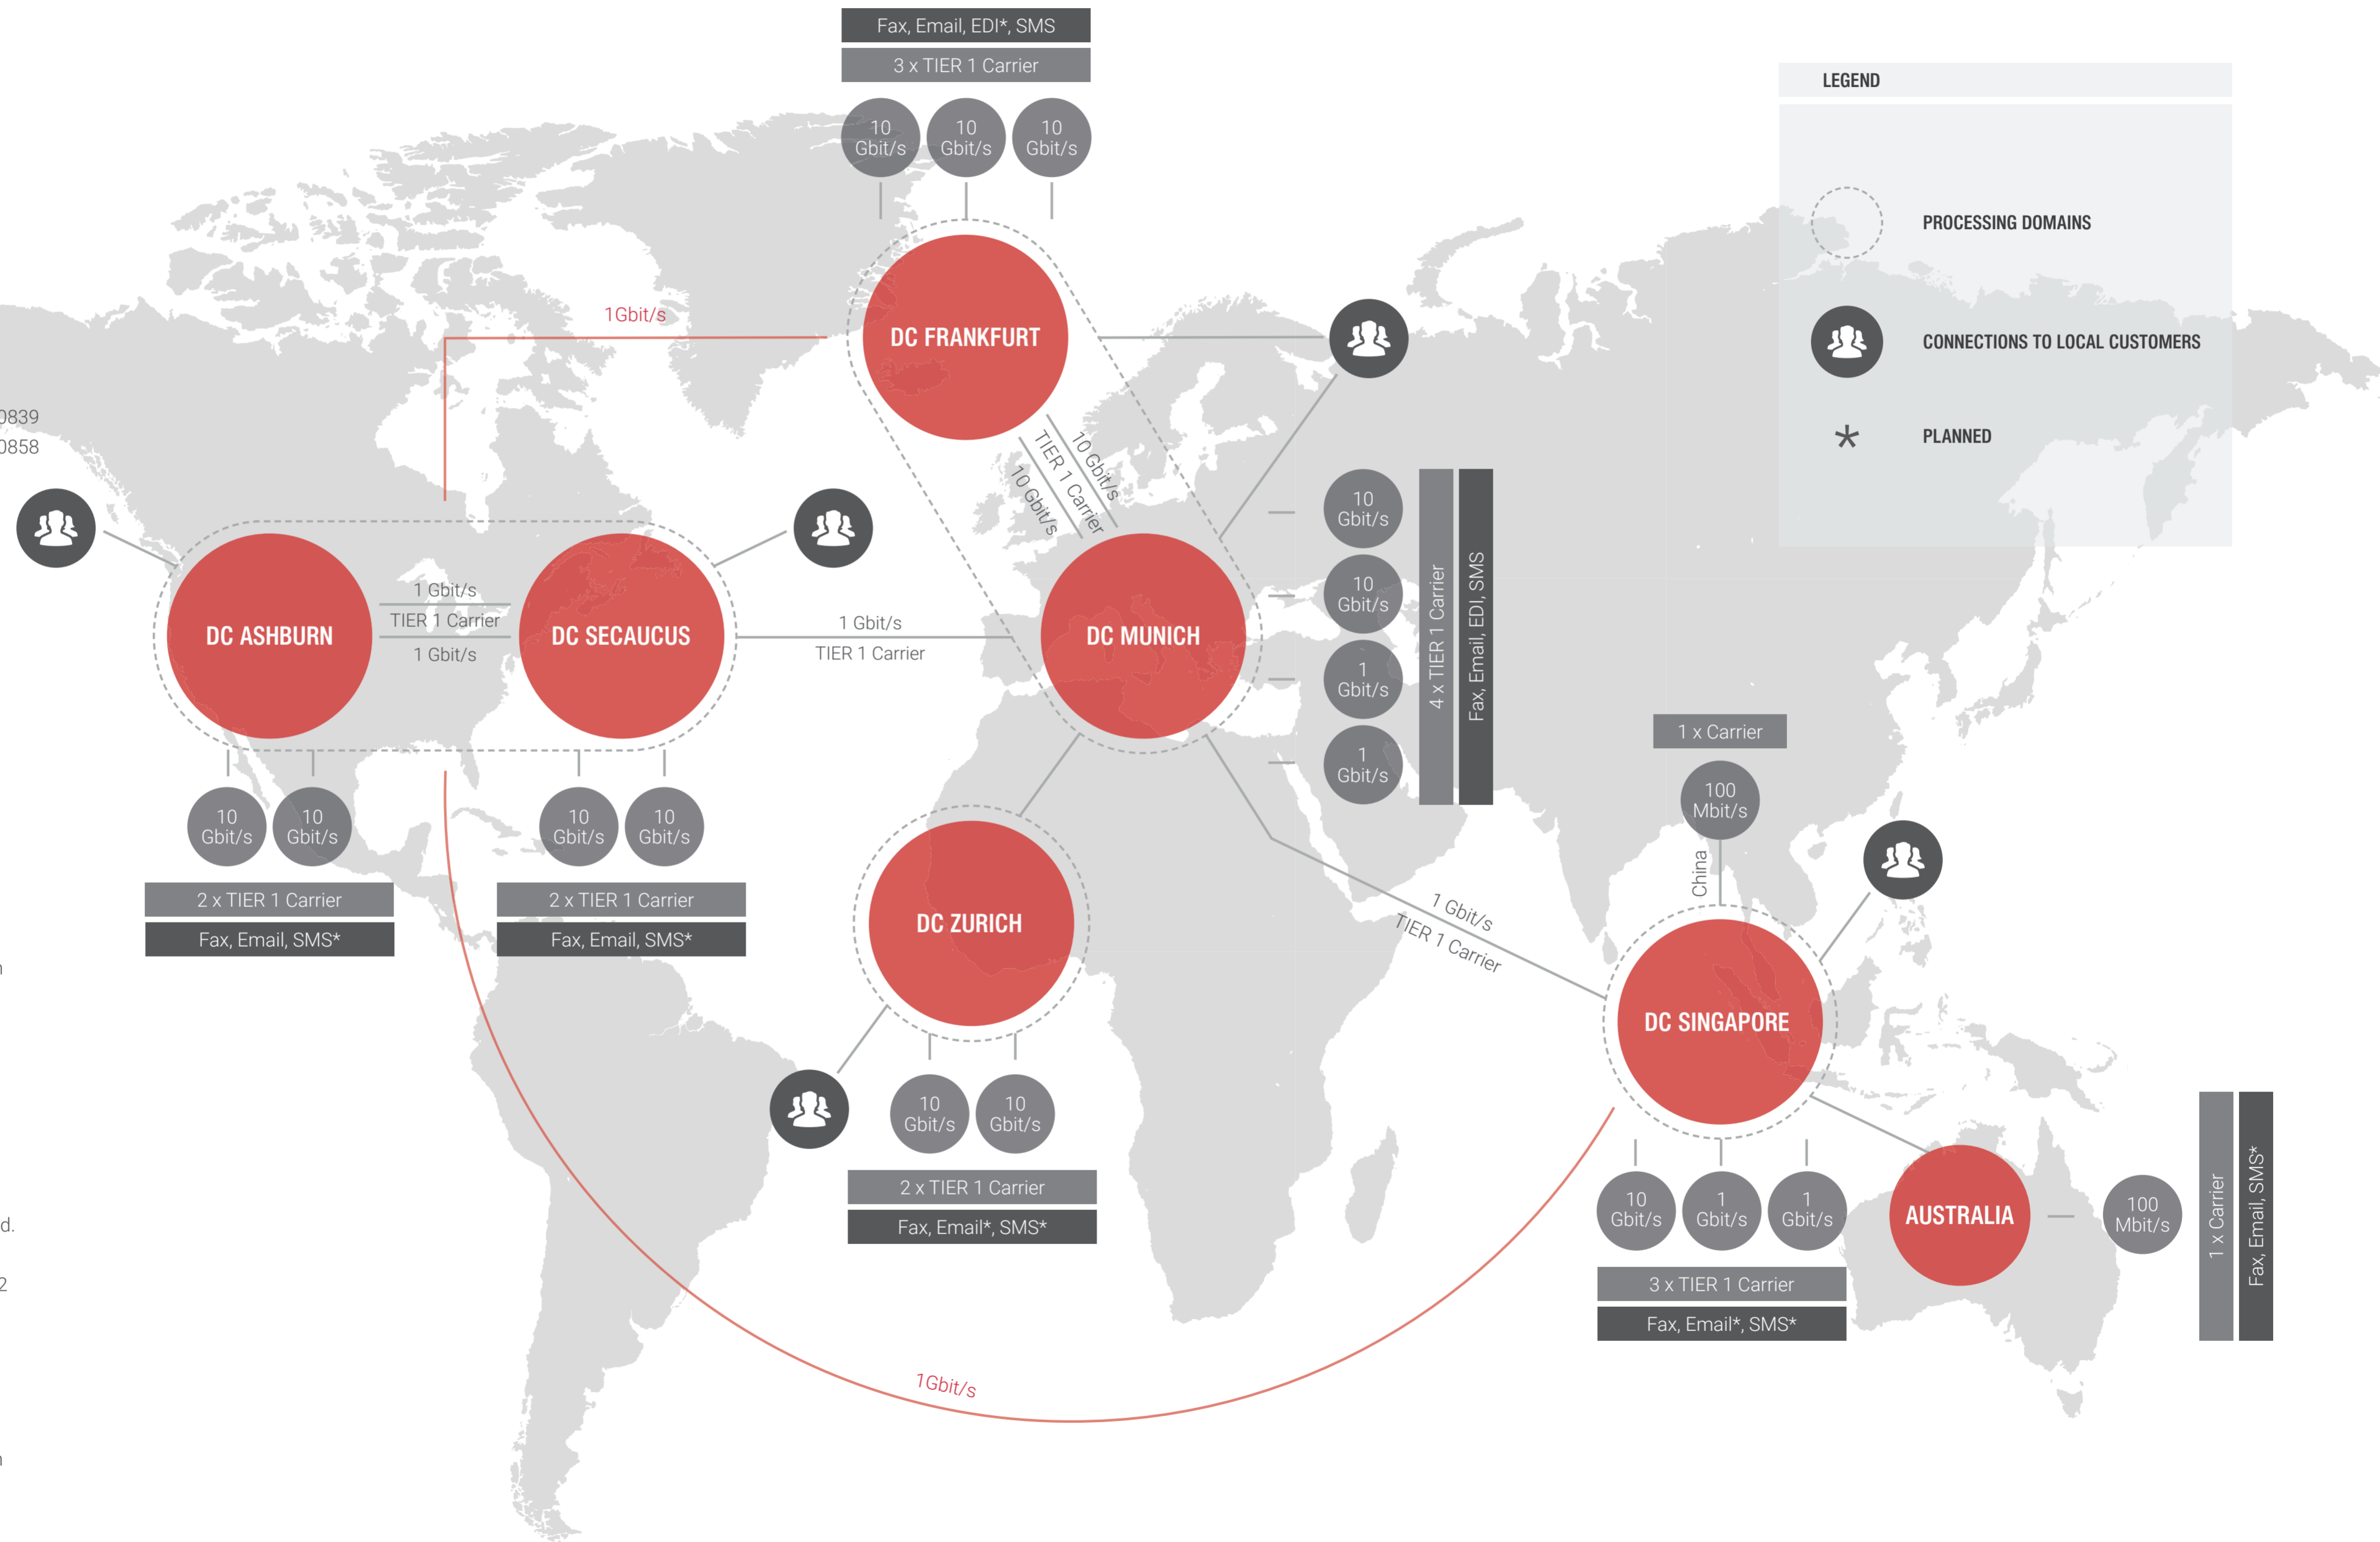 Fax, Email, EDI*, SMS
3 x TIER 1 Carrier
10
Gbit/s
10
Gbit/s
10
Gbit/s
LEGEND
PROCESSING DOMAINS
CONNECTIONS TO LOCAL CUSTOMERS
*
PLANNED
1Gbit/s
DC FRANKFURT
0839
0858
10 Gbit/s
TIER 1 Carrier
10 Gbit/s
DC ASHBURN
1 Gbit/s
TIER 1 Carrier
1 Gbit/s
DC SECAUCUS
1 Gbit/s
TIER 1 Carrier
DC MUNICH
10
Gbit/s
10
Gbit/s
1
Gbit/s
1
Gbit/s
4 x TIER 1 Carrier
Fax, Email, EDI, SMS
10
Gbit/s
10
Gbit/s
2 x TIER 1 Carrier
Fax, Email, SMS*
10
Gbit/s
10
Gbit/s
2 x TIER 1 Carrier
Fax, Email, SMS*
DC ZURICH
10
Gbit/s
10
Gbit/s
2 x TIER 1 Carrier
Fax, Email*, SMS*
1 Gbit/s
TIER 1 Carrier
1 x Carrier
100
Mbit/s
China
DC SINGAPORE
10
Gbit/s
1
Gbit/s
1
Gbit/s
3 x TIER 1 Carrier
Fax, Email*, SMS*
AUSTRALIA
100
Mbit/s
1 x Carrier
Fax, Email, SMS*
1Gbit/s
d.
2